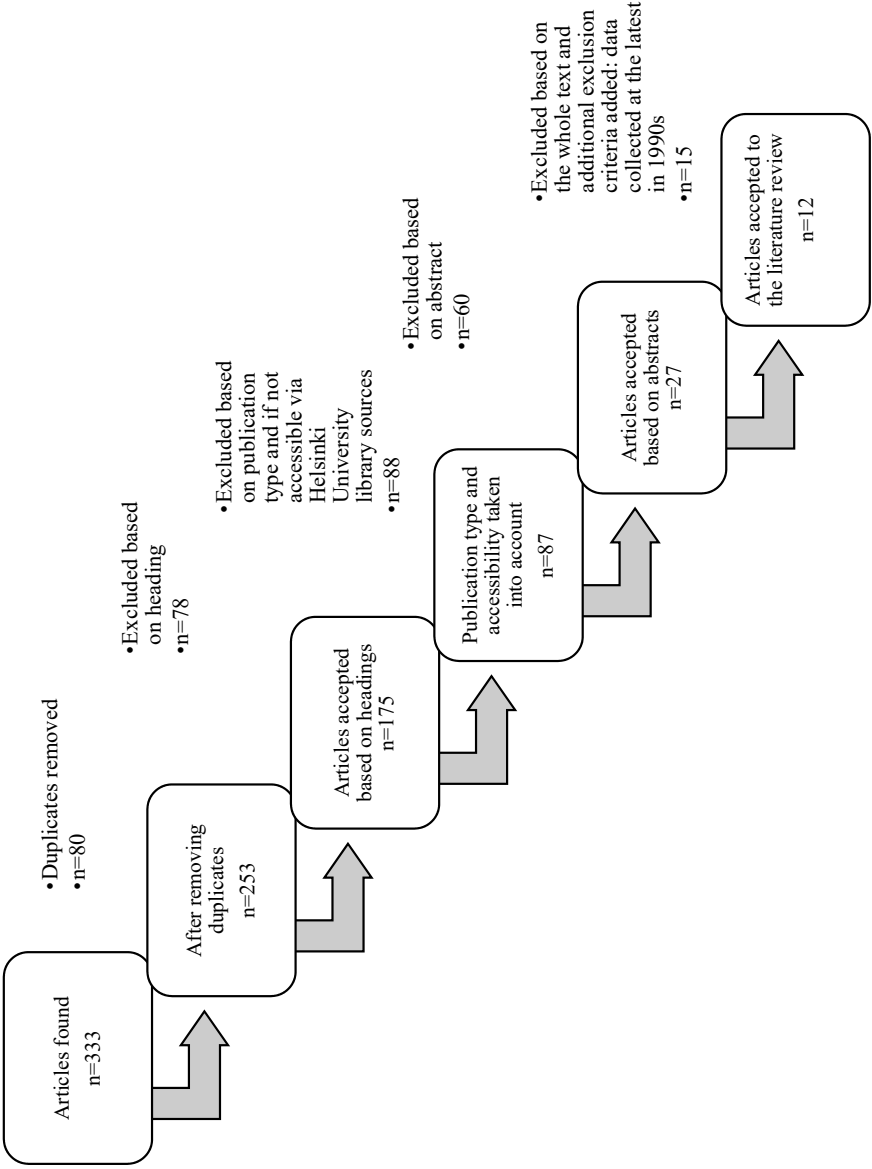 Articles found
n=333
•Duplicates removed
•n=80
After removing
duplicates
n=253
•Excluded based
on heading
•n=78
Articles accepted
based on headings
n=175
•Excluded based
on publication
type and if not
accessible via
Helsinki
University
library sources
•n=88
Publication type and
accessibility taken
into account
n=87
•Excluded based
on abstract
•n=60
Articles accepted
based on abstracts
n=27
•Excluded based on
the whole text and
additional exclusion
criteria added: data
collected at the latest
in 1990s
•n=15
Articles accepted to
the literature review
n=12